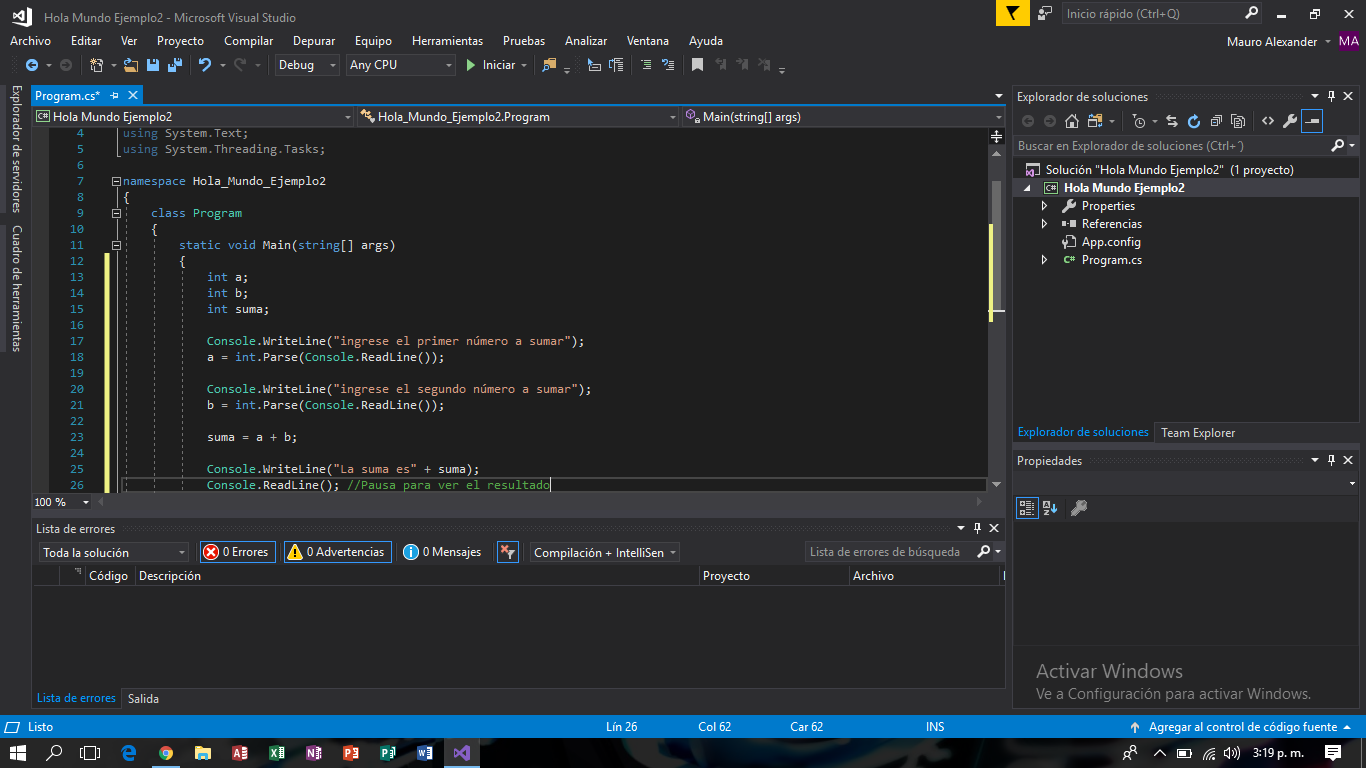 Hola Mundo Ejemplo2 - Microsoft Visual Studio
Inicio rápido (Ctrl+Q)
Archivo Editar Ver Proyecto Compilar Depurar Equipo Herramientas Pruebas Analizar Ventana Ayuda
Mauro Alexander MA
Debug Any CPU Iniciar
Explorador de servidores
Cuadro de herramientas
Program.cs*
C# Hola Mundo Ejemplo2 Hola_Mundo_Ejemplo2.Program Main(string[] args)
4 using System.Text;
5 using System.Threading.Tasks;
6
7 namespace Hola_Mundo_Ejemplo2
8 {
9 class Program
10 {
11 static void Main(string[] args)
12 {
13 int a;
14 int b;
15 int suma;
16
17 Console.WriteLine("ingrese el primer número a sumar");
18 a = int.Parse(Console.ReadLine());
19
20 Console.WriteLine("ingrese el segundo número a sumar");
21 b = int.Parse(Console.ReadLine());
22
23 suma = a + b;
24
25 Console.WriteLine("La suma es" + suma);
26 Console.ReadLine(); //Pausa para ver el resultado
100 %
Explorador de soluciones
Buscar en Explorador de soluciones (Ctrl+´)
Solución "Hola Mundo Ejemplo2" (1 proyecto)
C# Hola Mundo Ejemplo2
Properties
Referencias
App.config
C# Program.cs
Explorador de soluciones Team Explorer
Propiedades
Lista de errores
Toda la solución 0 Errores 0 Advertencias 0 Mensajes Compilación + IntelliSen Lista de errores de búsqueda
Código Descripción Proyecto Archivo
Lista de errores Salida
Activar Windows
Ve a Configuración para activar Windows.
Listo Lín 26 Col 62 Car 62 INS Agregar al control de código fuente
3:19 p. m.